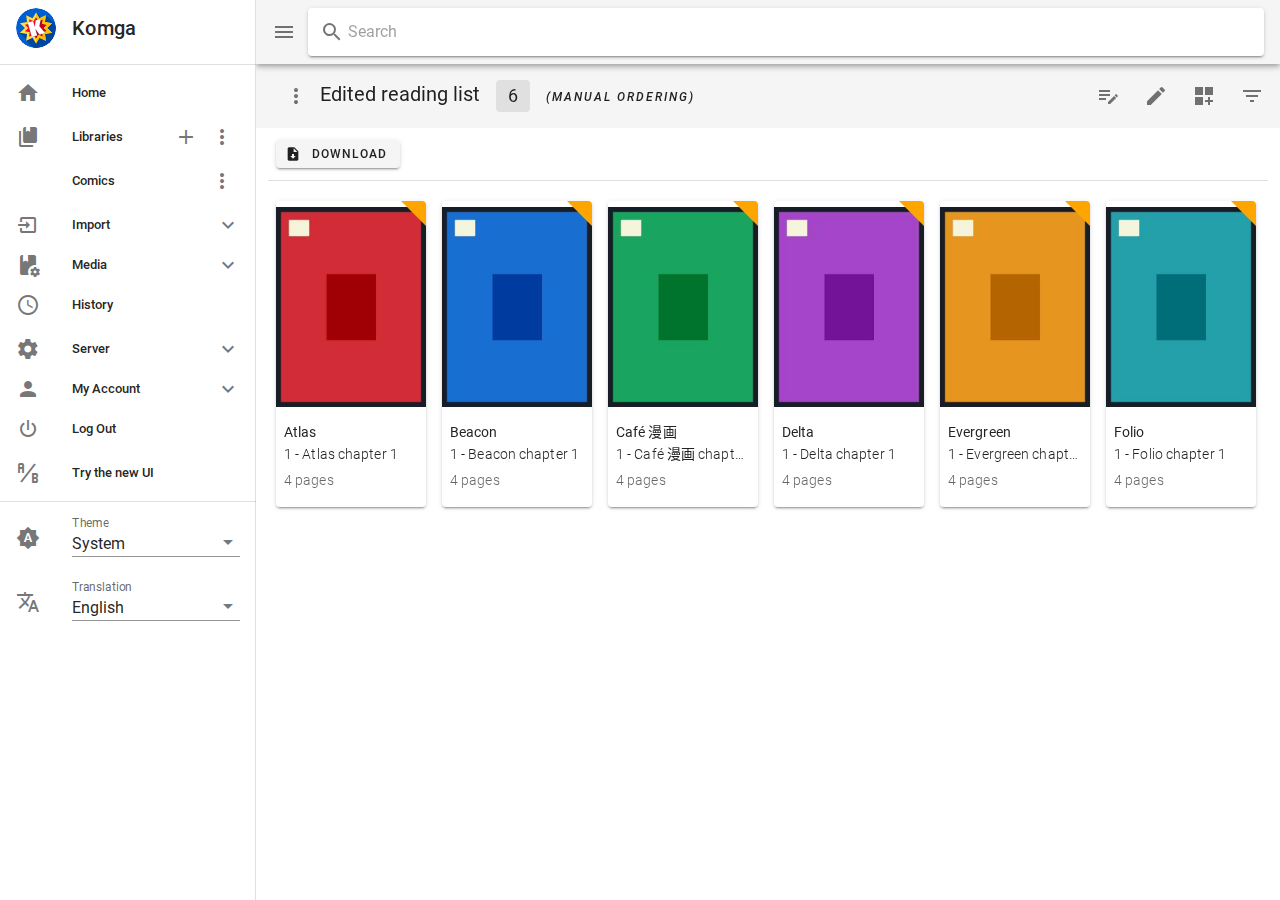 Komga
Search
Home
Libraries
Comics
Import
Media
History
Server
My Account
Log Out
Try the new UI
Theme
System
Translation
English
Edited reading list
6
(MANUAL ORDERING)
DOWNLOAD
Atlas
1 - Atlas chapter 1
4 pages
Beacon
1 - Beacon chapter 1
4 pages
Café 漫画
1 - Café 漫画 chapt…
4 pages
Delta
1 - Delta chapter 1
4 pages
Evergreen
1 - Evergreen chapt…
4 pages
Folio
1 - Folio chapter 1
4 pages